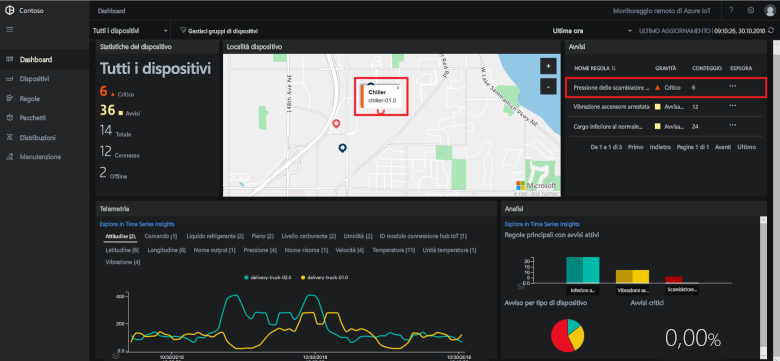 Contoso
Dashboard
Monitoraggio remoto di Azure IoT
?
Tutti i dispositivi
Gestisci gruppi di dispositivi
Ultima ora
ULTIMO AGGIORNAMENTO | 09:10:26, 30.10.2018
Dashboard
Dispositivi
Regole
Pacchetti
Distribuzioni
Manutenzione
Statistiche del dispositivo
Tutti i dispositivi
6 Critico
36 Avvisi
14 Totale
12 Connesso
2 Offline
Località dispositivo
148th Ave NE
W Lake Sammamish Pkwy NE
Chiller
chiller-01.0
+
-
Microsoft
Avvisi
NOME REGOLA GRAVITÀ CONTEGGIO ESPLORA
Pressione dello scambiatore ... Critico 6 ...
Vibrazione ascensore arrestata Avvisa... 12 ...
Cargo inferiore al normale... Avvisa... 24 ...
Da 1 a 3 di 3 Primo Indietro Pagina 1 di 1 Avanti Ultimo
Telemetria
Esplora in Time Series Insights
Altitudine [2], Comando [1] Liquido refrigerante [2] Piano [2] Livello carburante [2] Umidità [2] ID modulo connessione hub IoT [1]
Latitudine [6] Longitudine [6] Nome output [1] Pressione [4] Nome risorsa [1] Velocità [4] Temperatura [11] Unità temperatura [1]
Vibrazione [4]
delivery-truck-02.0 delivery-truck-01.0
400
200
0
10/30/2018 10/30/2018 10/30/2018 10/30/2018
Analisi
Esplora in Time Series Insights
Regole principali con avvisi attivi
20
0.0
Inferiore a... Vibrazione as... Scambiatore...
Avviso per tipo di dispositivo
Avvisi critici
0,00%